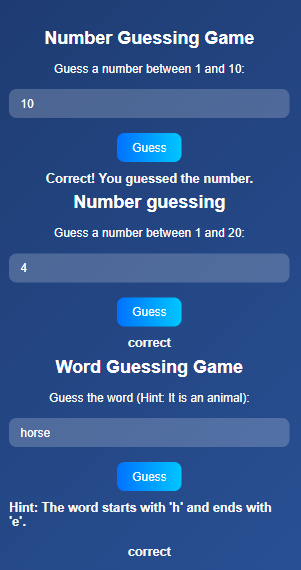 Number Guessing Game
Guess a number between 1 and 10:
10
Guess
Correct! You guessed the number.
Number guessing
Guess a number between 1 and 20:
4
Guess
correct
Word Guessing Game
Guess the word (Hint: It is an animal):
horse
Guess
Hint: The word starts with 'h' and ends with
'e'.
correct